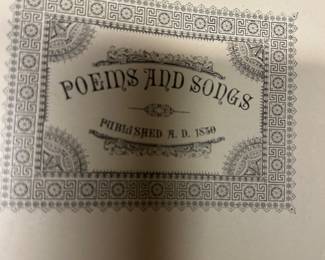 POEMS AND SONGS
PUBLISHED A. D. 1850